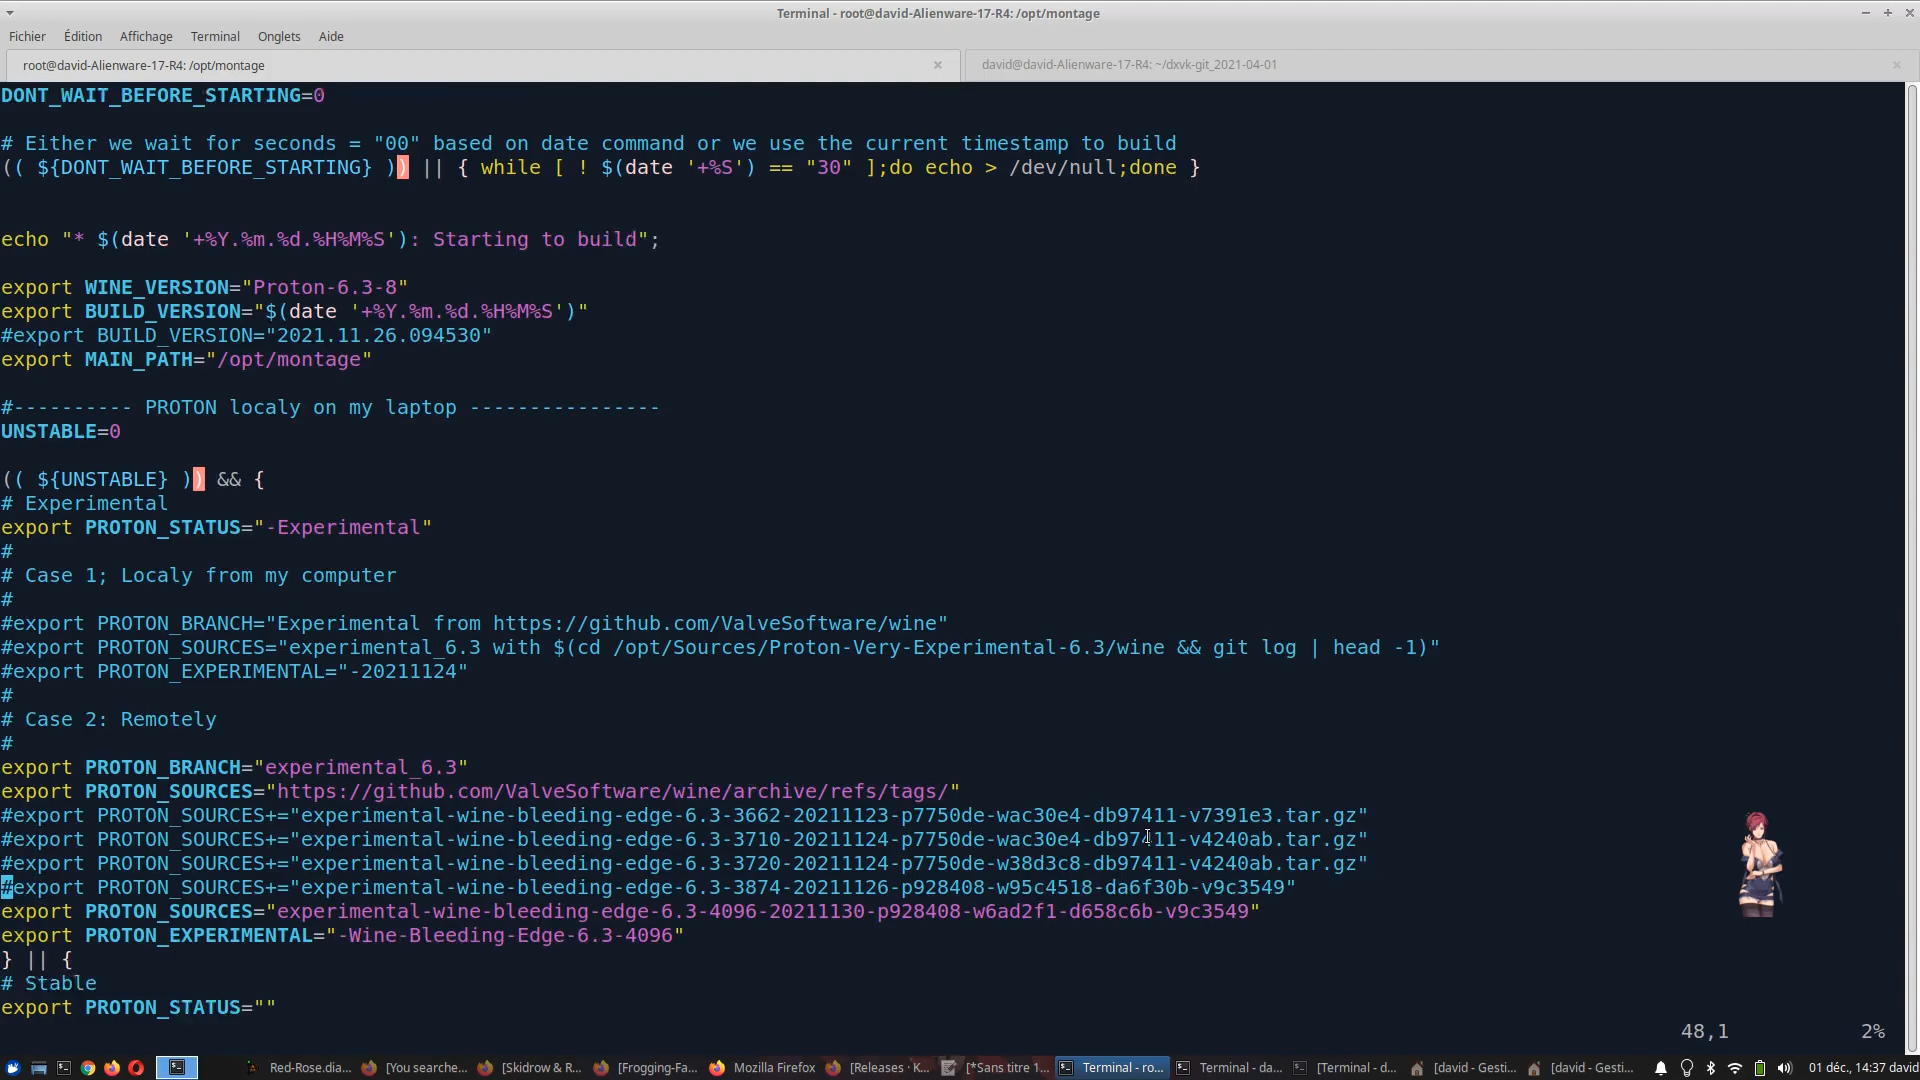 Terminal - root@david-Alienware-17-R4: /opt/montage
Fichier Édition Affichage Terminal Onglets Aide
root@david-Alienware-17-R4: /opt/montage
david@david-Alienware-17-R4: ~/dxvk-git_2021-04-01
DONT_WAIT_BEFORE_STARTING=0
# Either we wait for seconds = "00" based on date command or we use the current timestamp to build
(( ${DONT_WAIT_BEFORE_STARTING} )) || { while [ ! $(date '+%S') == "30" ];do echo > /dev/null;done }
echo "* $(date '+%Y.%m.%d.%H%M%S'): Starting to build";
export WINE_VERSION="Proton-6.3-8"
export BUILD_VERSION="$(date '+%Y.%m.%d.%H%M%S')"
#export BUILD_VERSION="2021.11.26.094530"
export MAIN_PATH="/opt/montage"
#---------- PROTON localy on my laptop ----------------
UNSTABLE=0
(( ${UNSTABLE} )) && {
# Experimental
export PROTON_STATUS="-Experimental"
#
# Case 1; Localy from my computer
#
#export PROTON_BRANCH="Experimental from https://github.com/ValveSoftware/wine"
#export PROTON_SOURCES="experimental_6.3 with $(cd /opt/Sources/Proton-Very-Experimental-6.3/wine && git log | head -1)"
#export PROTON_EXPERIMENTAL="-20211124"
#
# Case 2: Remotely
#
export PROTON_BRANCH="experimental_6.3"
export PROTON_SOURCES="https://github.com/ValveSoftware/wine/archive/refs/tags/"
#export PROTON_SOURCES+="experimental-wine-bleeding-edge-6.3-3662-20211123-p7750de-wac30e4-db97411-v7391e3.tar.gz"
#export PROTON_SOURCES+="experimental-wine-bleeding-edge-6.3-3710-20211124-p7750de-wac30e4-db97411-v4240ab.tar.gz"
#export PROTON_SOURCES+="experimental-wine-bleeding-edge-6.3-3720-20211124-p7750de-w38d3c8-db97411-v4240ab.tar.gz"
#export PROTON_SOURCES+="experimental-wine-bleeding-edge-6.3-3874-20211126-p928408-w95c4518-da6f30b-v9c3549"
export PROTON_SOURCES="experimental-wine-bleeding-edge-6.3-4096-20211130-p928408-w6ad2f1-d658c6b-v9c3549"
export PROTON_EXPERIMENTAL="-Wine-Bleeding-Edge-6.3-4096"
} || {
# Stable
export PROTON_STATUS=""
48,1 2%
Red-Rose.dia... [You searche... [Skidrow & R... [Frogging-Fa... Mozilla Firefox [Releases · K... [*Sans titre 1... Terminal - ro... Terminal - da... [Terminal - d... [david - Gesti... [david - Gesti... 01 déc., 14:37 david